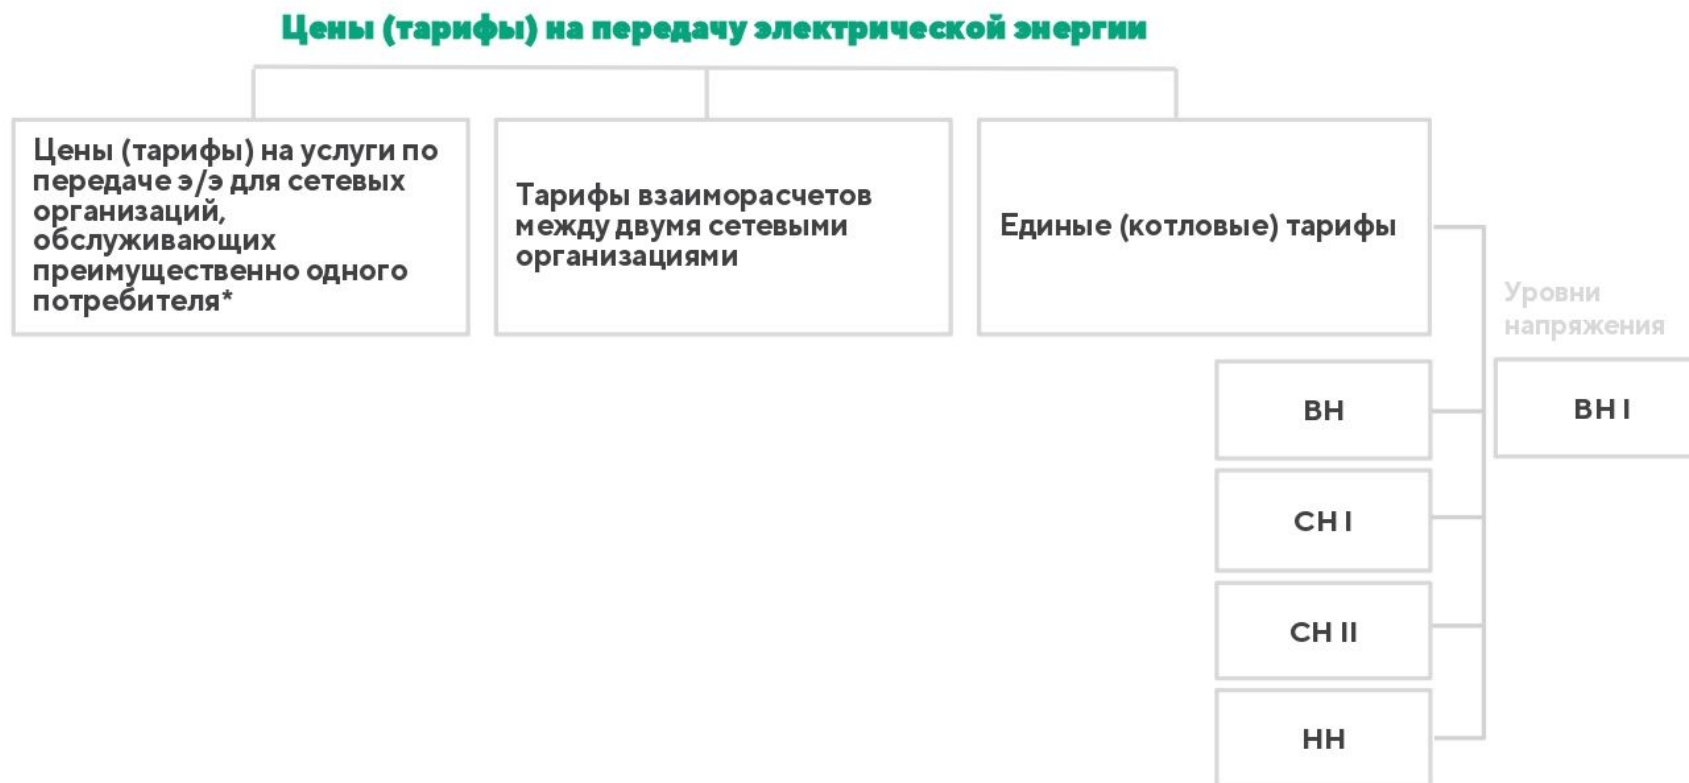 Цены (тарифы) на передачу электрической энергии
Цены (тарифы) на услуги по
передаче э/э для сетевых
организаций,
обслуживающих
преимущественно одного
потребителя*
Тарифы взаиморасчетов
между двумя сетевыми
организациями
Единые (котловые) тарифы
Уровни
напряжения
ВН
ВН I
СН I
СН II
НН